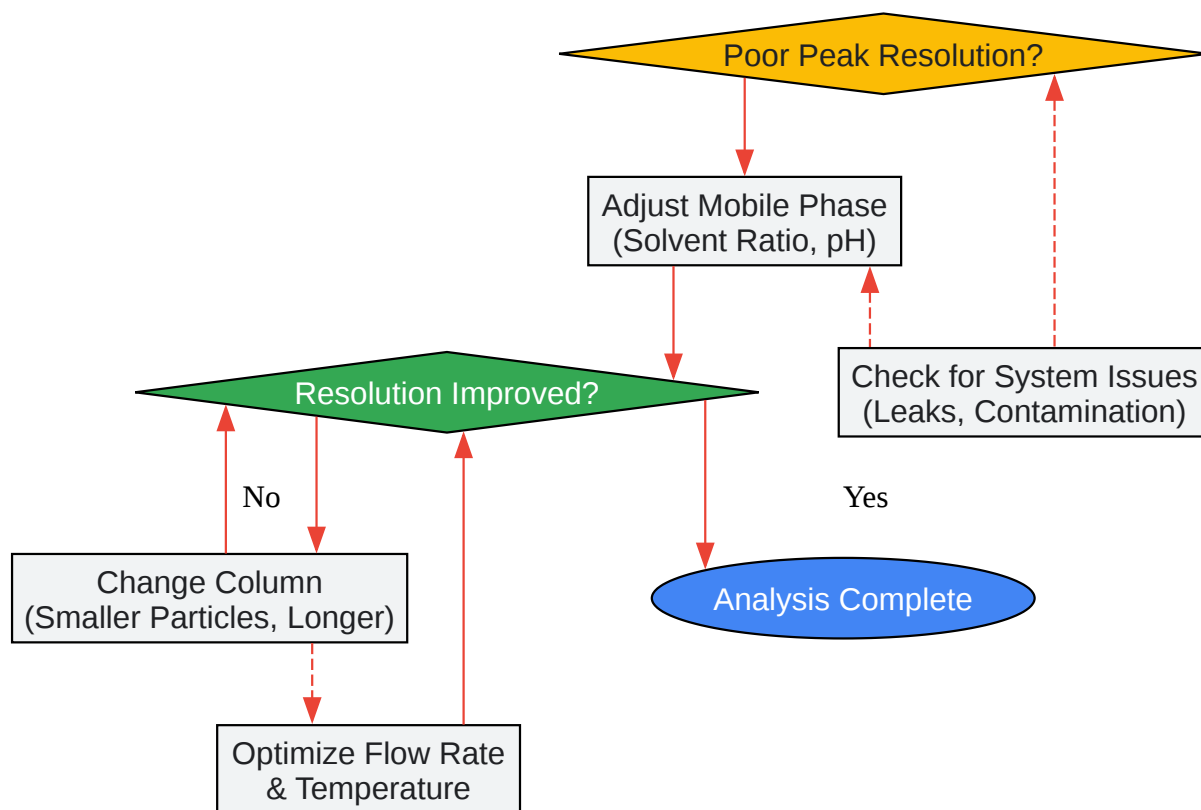 Poor Peak Resolution?
Adjust Mobile Phase
(Solvent Ratio, pH)
Check for System Issues
(Leaks, Contamination)
Resolution Improved?
No
Yes
Change Column
(Smaller Particles, Longer)
Analysis Complete
Optimize Flow Rate
& Temperature